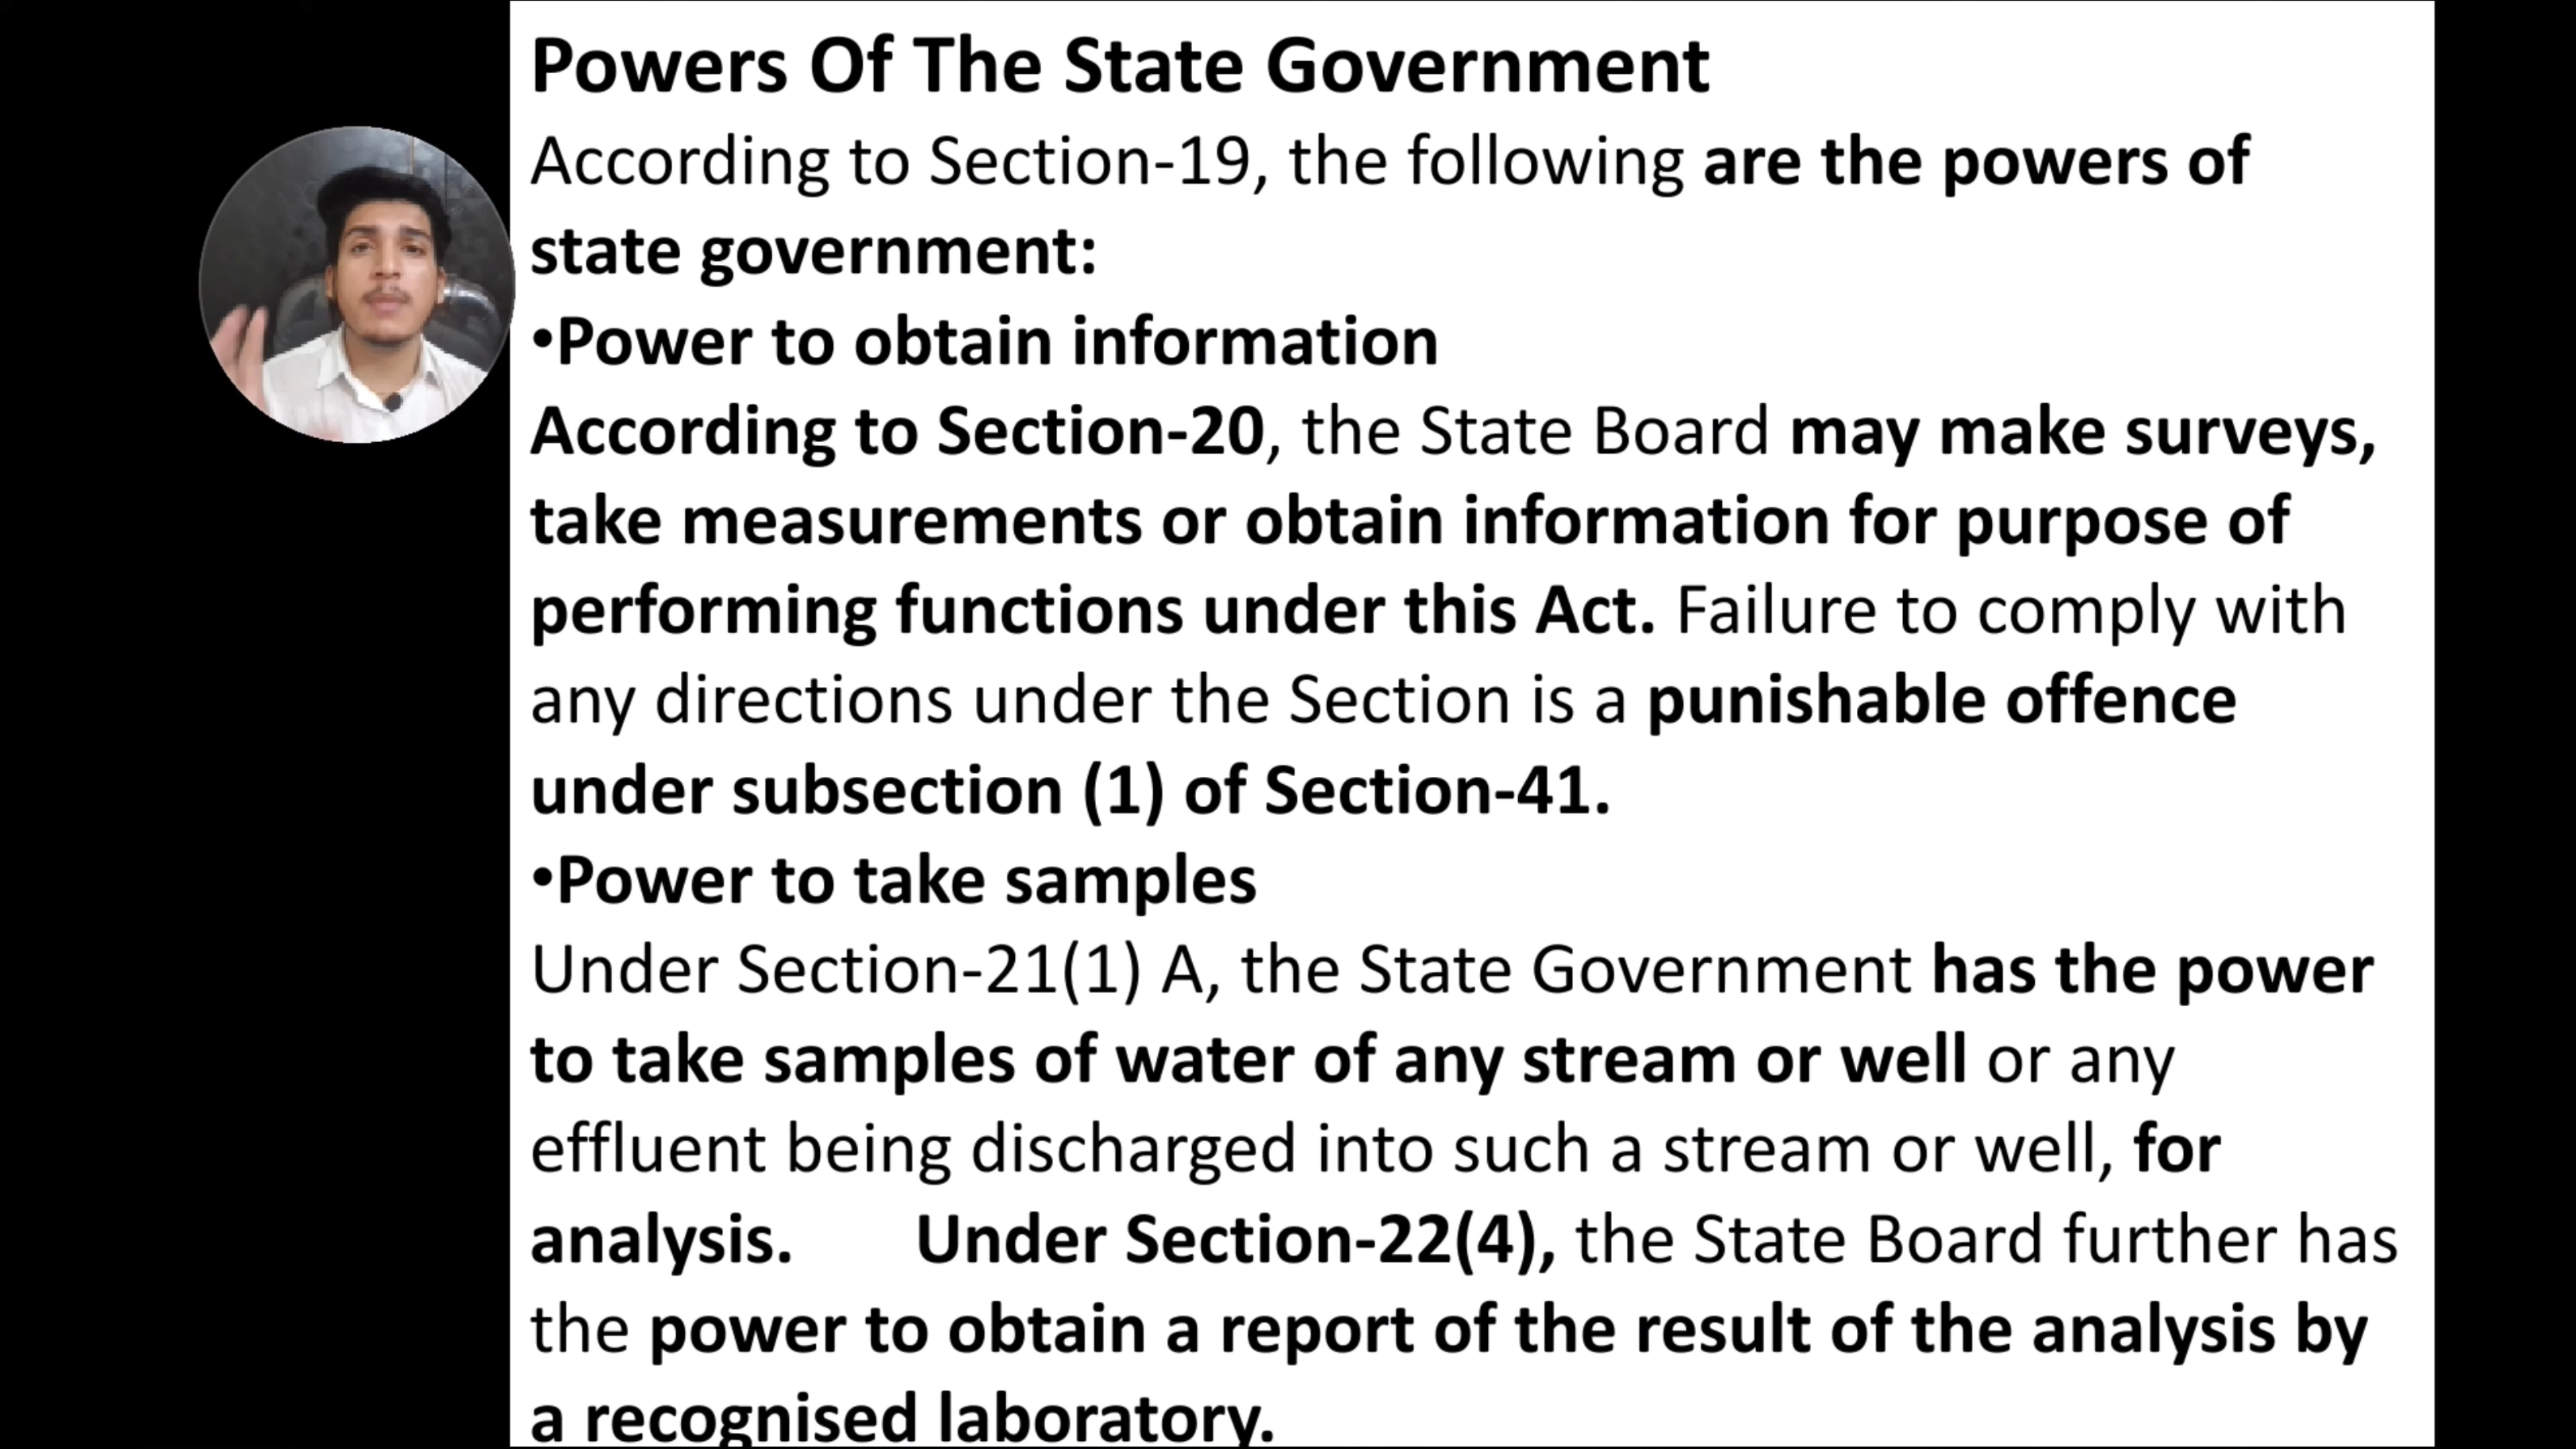 Powers Of The State Government
According to Section-19, the following are the powers of
state government:
•Power to obtain information
According to Section-20, the State Board may make surveys,
take measurements or obtain information for purpose of
performing functions under this Act. Failure to comply with
any directions under the Section is a punishable offence
under subsection (1) of Section-41.
•Power to take samples
Under Section-21(1) A, the State Government has the power
to take samples of water of any stream or well or any
effluent being discharged into such a stream or well, for
analysis. Under Section-22(4), the State Board further has
the power to obtain a report of the result of the analysis by
a recognised laboratory.